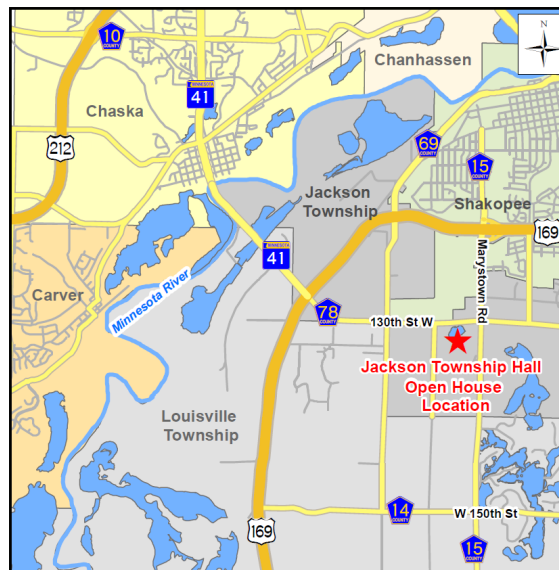 10
COUNTY
Chanhassen
N
MINNESOTA
41
Chaska
212
69
COUNTY
15
COUNTY
Jackson
Township
Shakopee
169
MINNESOTA
41
Marystown Rd
Carver
Minnesota River
78
COUNTY
130th St W
Jackson Township Hall
Open House
Location
Louisville
Township
14
COUNTY
W 150th St
169
15
COUNTY